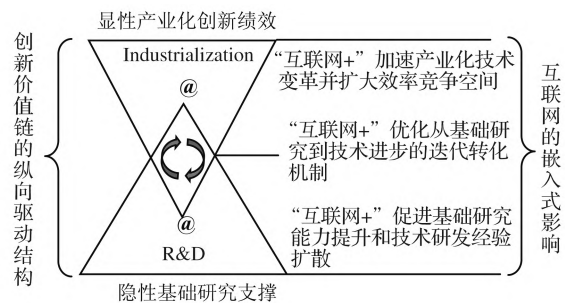 显性产业化创新绩效
创新价值链的纵向驱动结构
Industrialization
@
@
R&D
隐性基础研究支撑
“互联网+”加速产业化技术
变革并扩大效率竞争空间
“互联网+”优化从基础研
究到技术进步的迭代转化
机制
“互联网+”促进基础研究
能力提升和技术研发经验
扩散
互联网的嵌入式影响